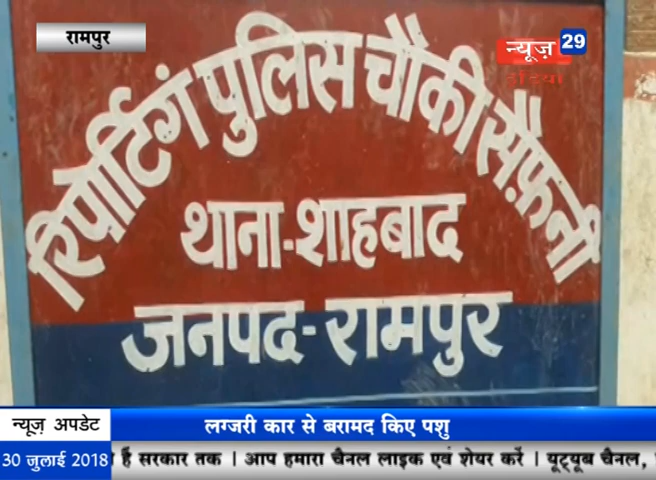 रामपुर
न्यूज़ 29
इंडिया
रिपोर्टिंग पुलिस चौंकी सैफ़नी
थाना-शाहबाद
जनपद-रामपुर
न्यूज़ अपडेट
लग्जरी कार से बरामद किए पशु
30 जुलाई 2018
हैं सरकार तक | आप हमारा चैनल लाइक एवं शेयर करें | यूट्यूब चैनल,